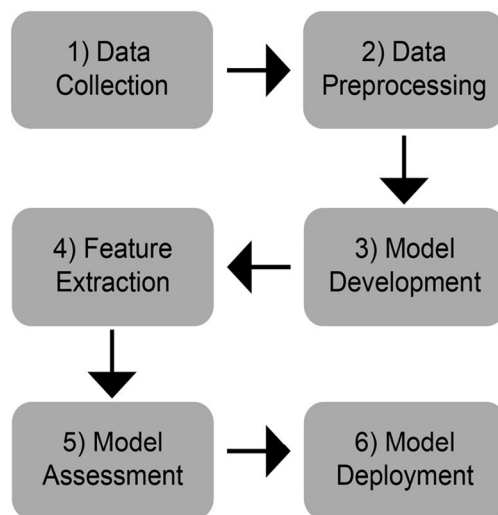 1) Data
Collection
2) Data
Preprocessing
3) Model
Development
4) Feature
Extraction
5) Model
Assessment
6) Model
Deployment